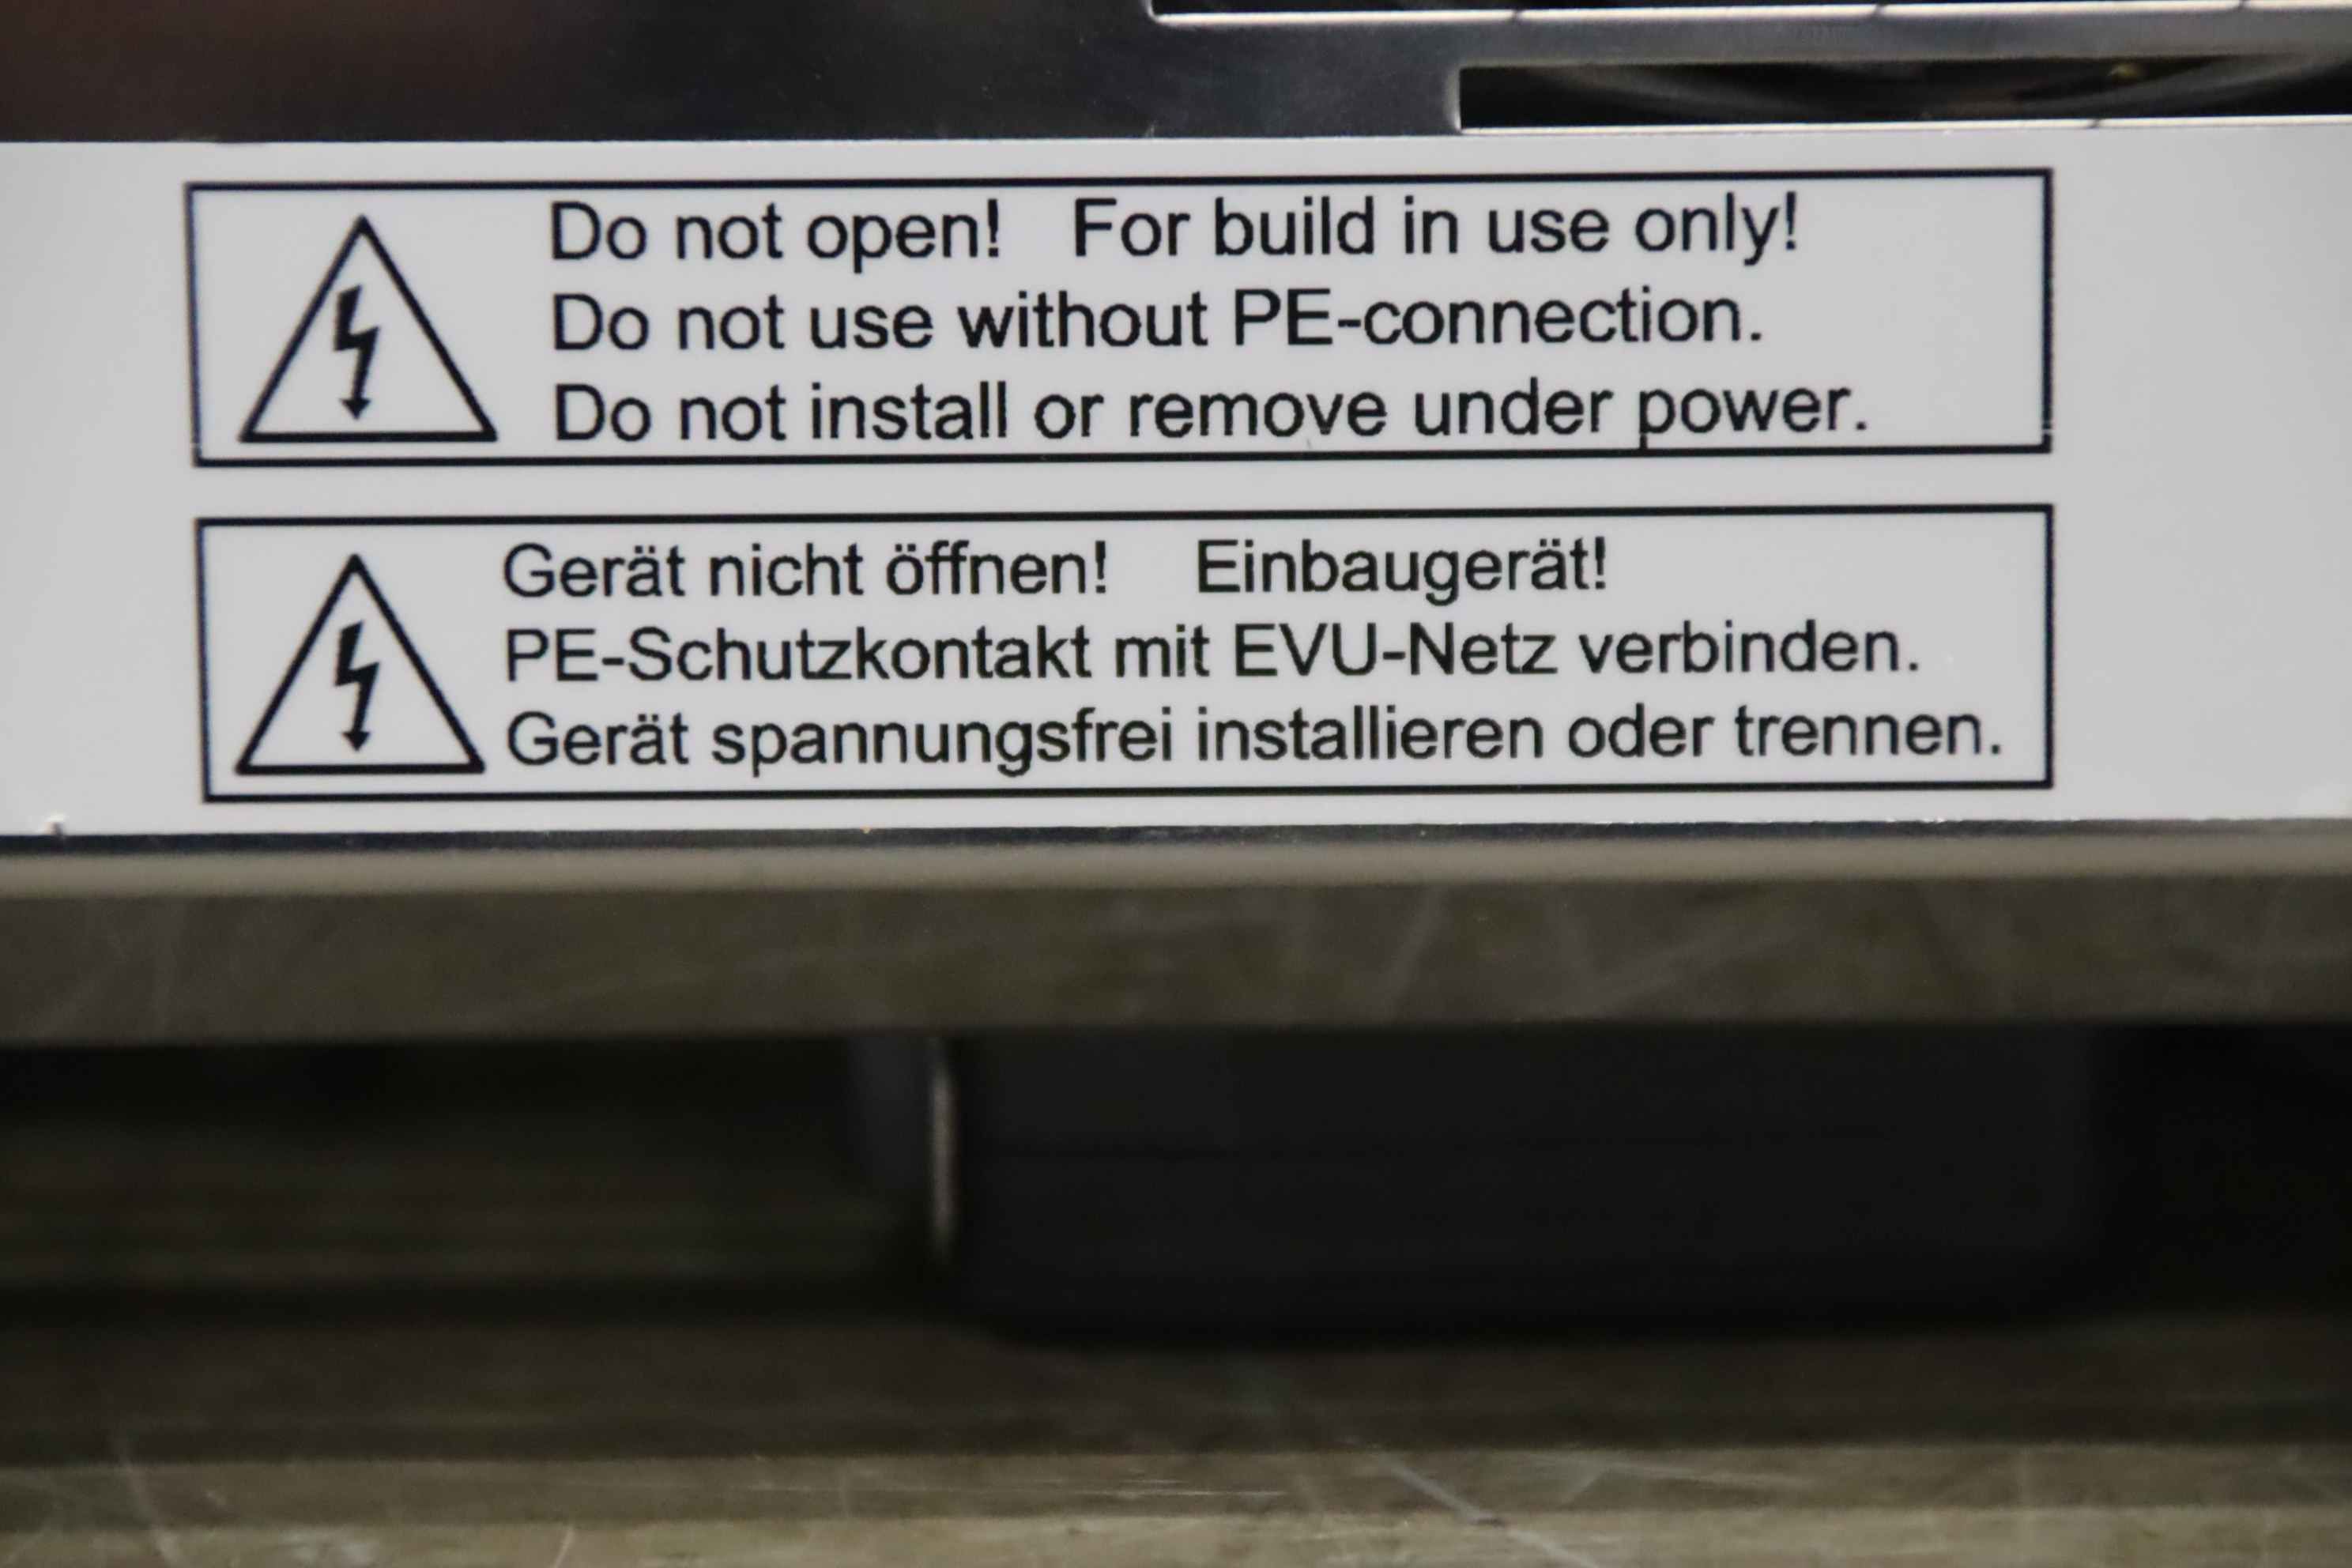 Do not open! For build in use only!
Do not use without PE-connection.
Do not install or remove under power.
Gerät nicht öffnen! Einbaugerät!
PE-Schutzkontakt mit EVU-Netz verbinden.
Gerät spannungsfrei installieren oder trennen.